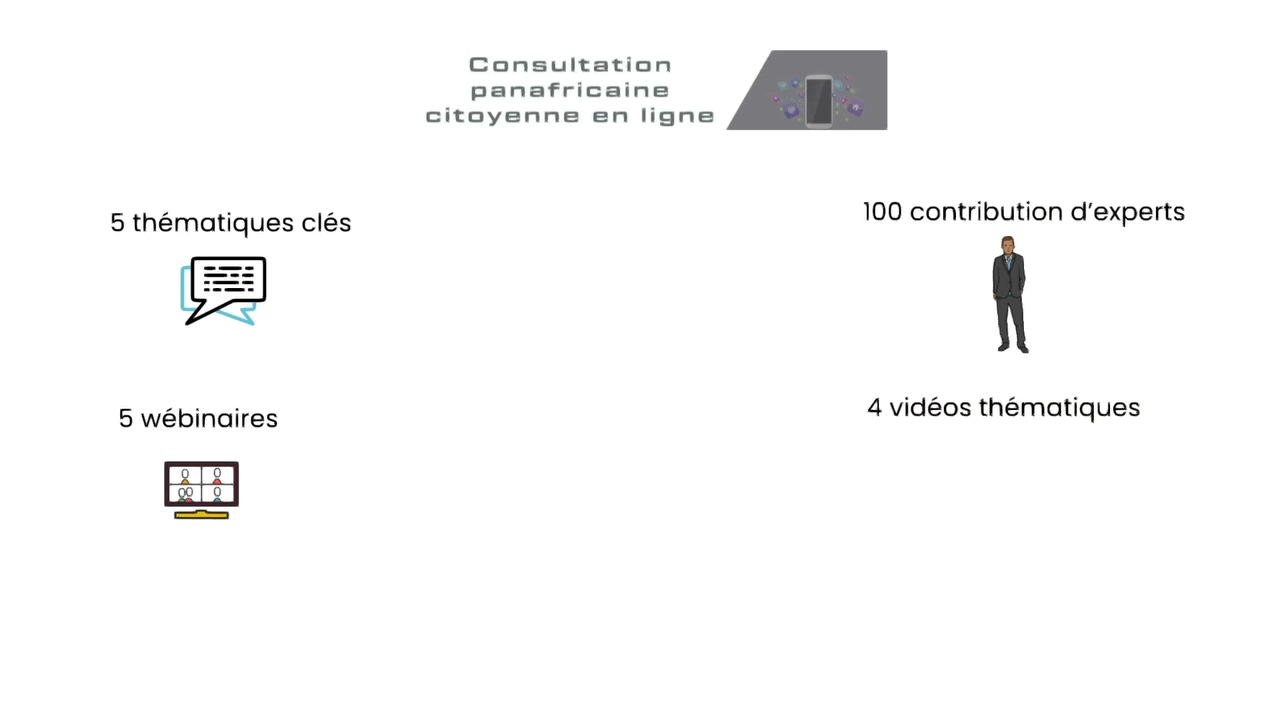 Consultation
panafricaine
citoyenne en ligne
5 thématiques clés
100 contribution d’experts
5 wébinaires
4 vidéos thématiques